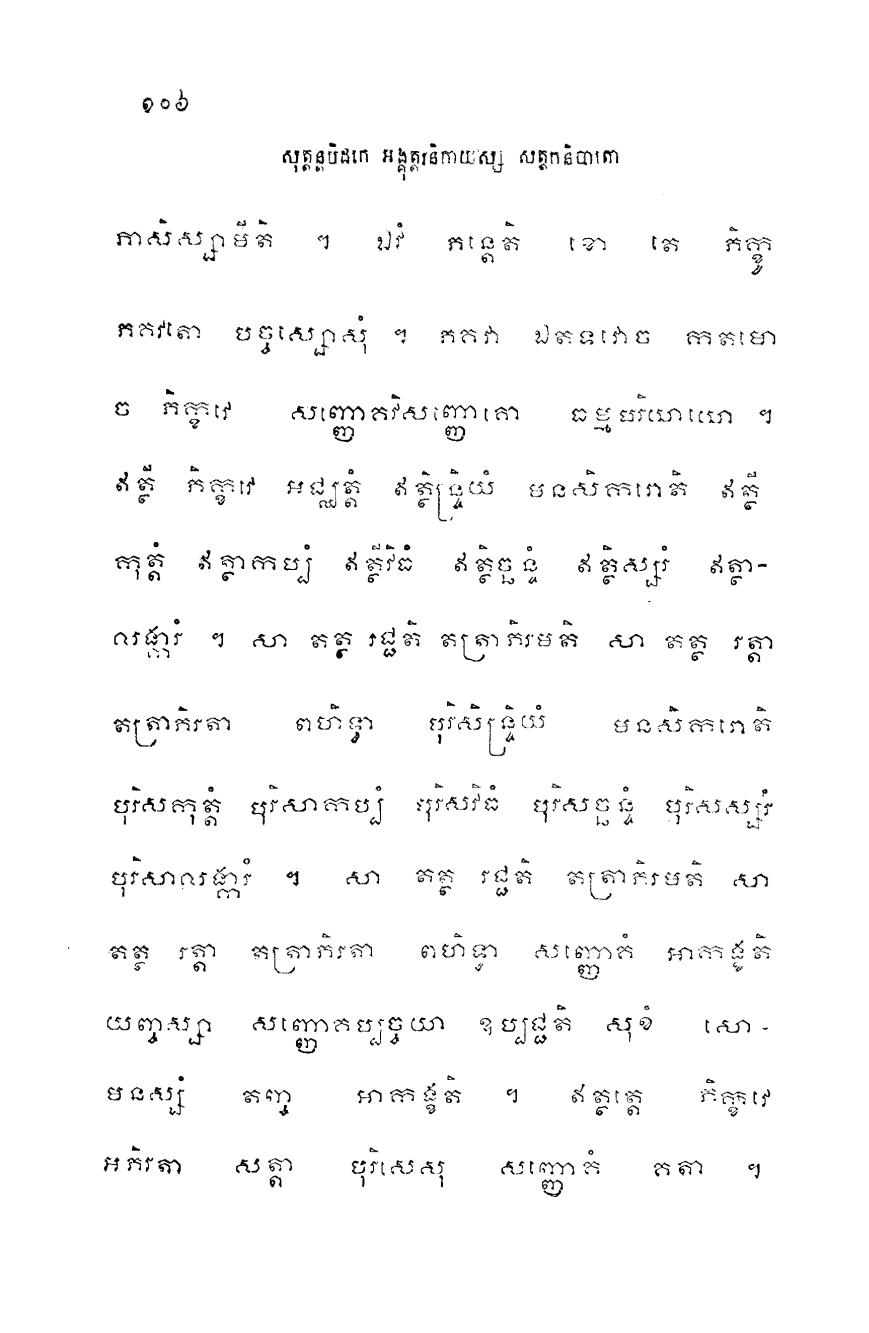 ១០៦
សុត្តន្តបិដកេ អង្គុត្តរនិកាយស្ស សត្តកនិបាតោ
ភាសិស្សាមីតិ ។ ឯវំ ភន្តេតិ ខោ តេ ភិក្ខូ
ភគវតោ បច្ចស្សោសុំ ។ ភគវា ឯតទវោច កតមោ
ច ភិក្ខវេ សញ្ញោគវិសញ្ញោគោ ធម្មបរិយាយោ ។
ឥត្ថី ភិក្ខវេ អជ្ឈត្តំ ឥត្ថិន្ទ្រិយំ មនសិករោតិ ឥត្ថី
កុត្តំ ឥត្ថាកប្បំ ឥត្ថីវិធំ ឥត្ថិច្ឆន្ទំ ឥត្ថិស្សរំ ឥត្ថា-
លង្ការំ ។ សា តត្ថ រជ្ជតិ តត្រាភិរមតិ សា តត្ថ រត្តា
តត្រាភិរតា ពហិទ្ធា បុរិសិន្ទ្រិយំ មនសិករោតិ
បុរិសកុត្តំ បុរិសាកប្បំ បុរិសវិធំ បុរិសច្ឆន្ទំ បុរិសស្សរំ
បុរិសាលង្ការំ ។ សា តត្ថ រជ្ជតិ តត្រាភិរមតិ សា
តត្ថ រត្តា តត្រាភិរតា ពហិទ្ធា សញ្ញោគំ អាកង្ខតិ
យញ្ចស្សា សញ្ញោគប្បច្ចយា ឧប្បជ្ជតិ សុខំ សោ-
មនស្សំ តញ្ច អាកង្ខតិ ។ ឥត្ថត្តេ ភិក្ខវេ
អភិរតា សត្តា បុរិសេសុ សញ្ញោគំ គតា ។